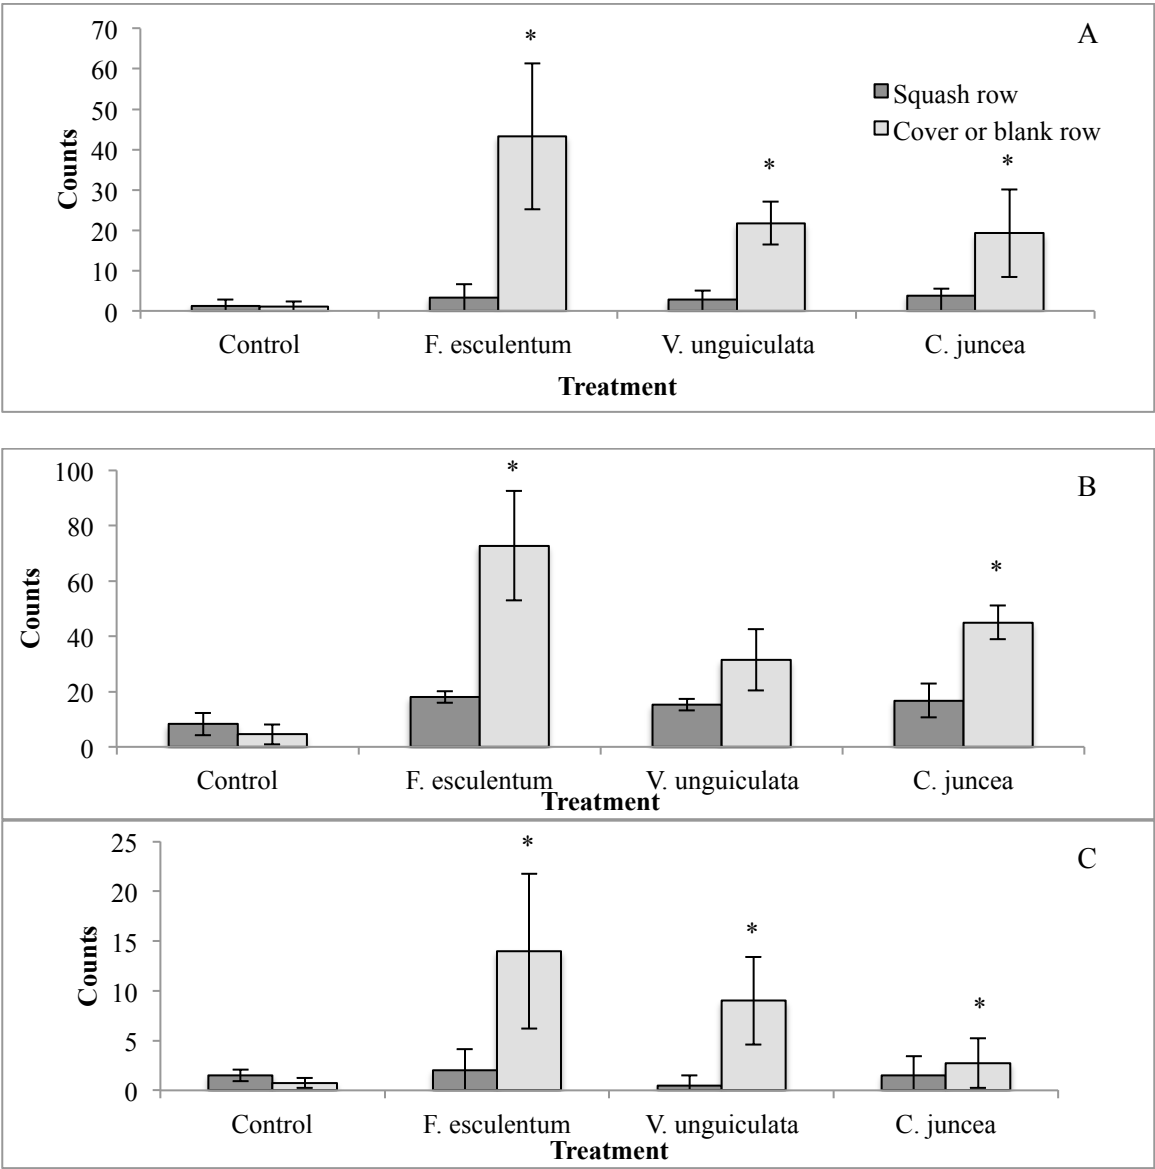 A
70
60
50
40
30
20
10
0
Counts
*
*
*
Squash row
Cover or blank row
Control
F. esculentum
V. unguiculata
C. juncea
Treatment
B
100
80
60
40
20
0
Counts
*
*
Control
F. esculentum
V. unguiculata
C. juncea
Treatment
C
25
20
15
10
5
0
Counts
*
*
*
Control
F. esculentum
V. unguiculata
C. juncea
Treatment